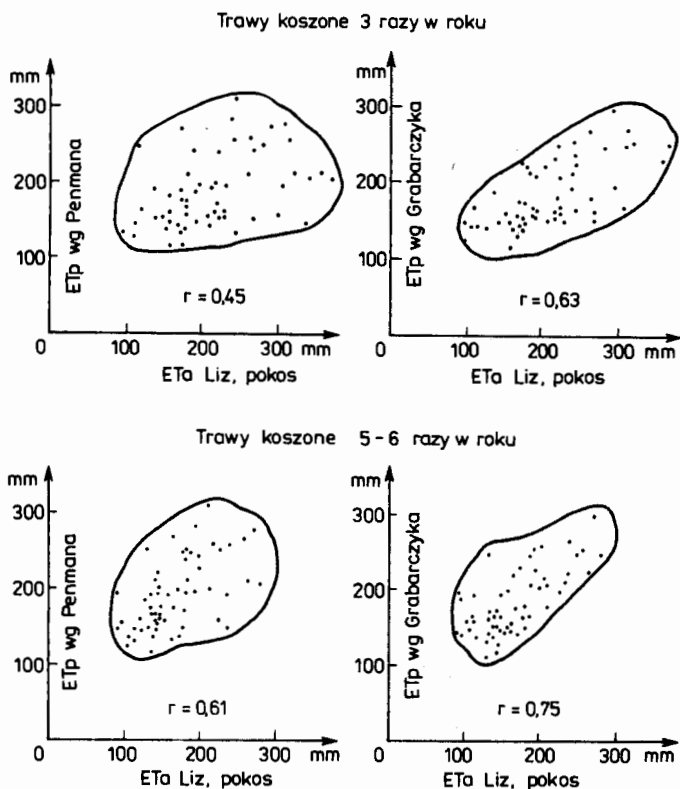 Trawy koszone 3 razy w roku
mm
300
200
100
0
ETp wg Penmana
r = 0,45
100 200 300 mm
ETa Liz, pokos
mm
300
200
100
0
ETp wg Grabarczyka
r = 0,63
100 200 300 mm
ETa Liz, pokos
Trawy koszone 5-6 razy w roku
mm
300
200
100
0
ETp wg Penmana
r = 0,61
100 200 300 mm
ETa Liz, pokos
mm
300
200
100
0
ETp wg Grabarczyka
r = 0,75
100 200 300 mm
ETa Liz, pokos